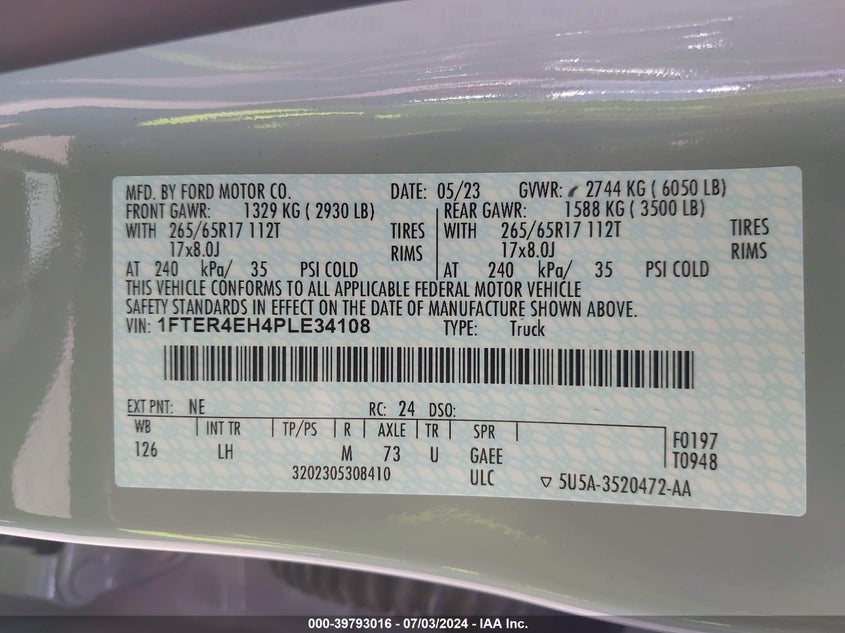 MFD. BY FORD MOTOR CO. DATE: 05/23 GVWR: 2744 KG ( 6050 LB)
FRONT GAWR: 1329 KG ( 2930 LB) REAR GAWR: 1588 KG ( 3500 LB)
WITH 265/65R17 112T TIRES WITH 265/65R17 112T TIRES
17x8.0J RIMS 17x8.0J RIMS
AT 240 kPa/ 35 PSI COLD AT 240 kPa/ 35 PSI COLD
THIS VEHICLE CONFORMS TO ALL APPLICABLE FEDERAL MOTOR VEHICLE
SAFETY STANDARDS IN EFFECT ON THE DATE OF MANUFACTURE SHOWN ABOVE.
VIN: 1FTER4EH4PLE34108 TYPE: Truck
EXT PNT: NE RC: 24 DSO:
WB INT TR TP/PS R AXLE TR SPR F0197
126 LH M 73 U GAEE T0948
3202305308410 ULC ▽ 5U5A-3520472-AA
000-39793016 - 07/03/2024 - IAA Inc.